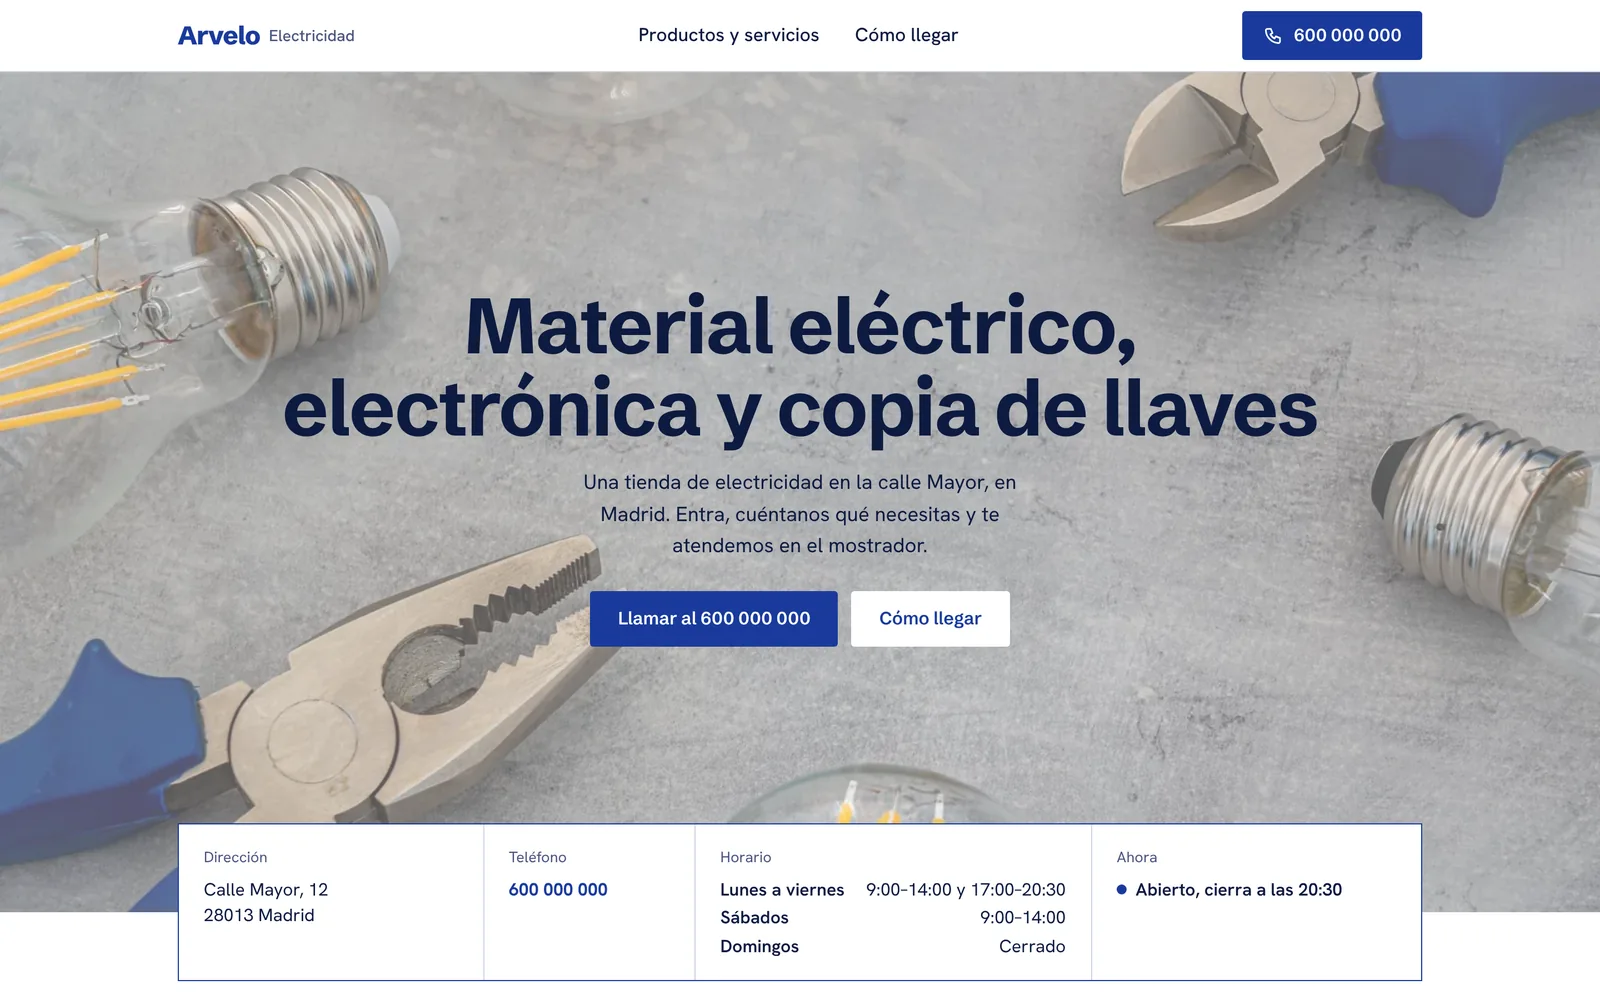 Arvelo Electricidad
Productos y servicios
Cómo llegar
600 000 000
Material eléctrico,
electrónica y copia de llaves
Una tienda de electricidad en la calle Mayor, en
Madrid. Entra, cuéntanos qué necesitas y te
atendemos en el mostrador.
Llamar al 600 000 000
Cómo llegar
Dirección
Calle Mayor, 12
28013 Madrid
Teléfono
600 000 000
Horario
Lunes a viernes 9:00–14:00 y 17:00–20:30
Sábados 9:00–14:00
Domingos Cerrado
Ahora
Abierto, cierra a las 20:30